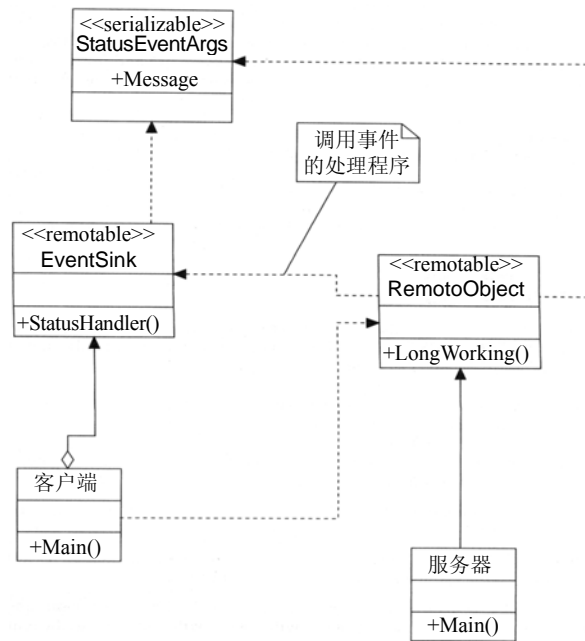 <<serializable>>
StatusEventArgs
+Message
调用事件
的处理程序
<<remotable>>
EventSink
+StatusHandler()
<<remotable>>
RemotoObject
+LongWorking()
客户端
+Main()
服务器
+Main()